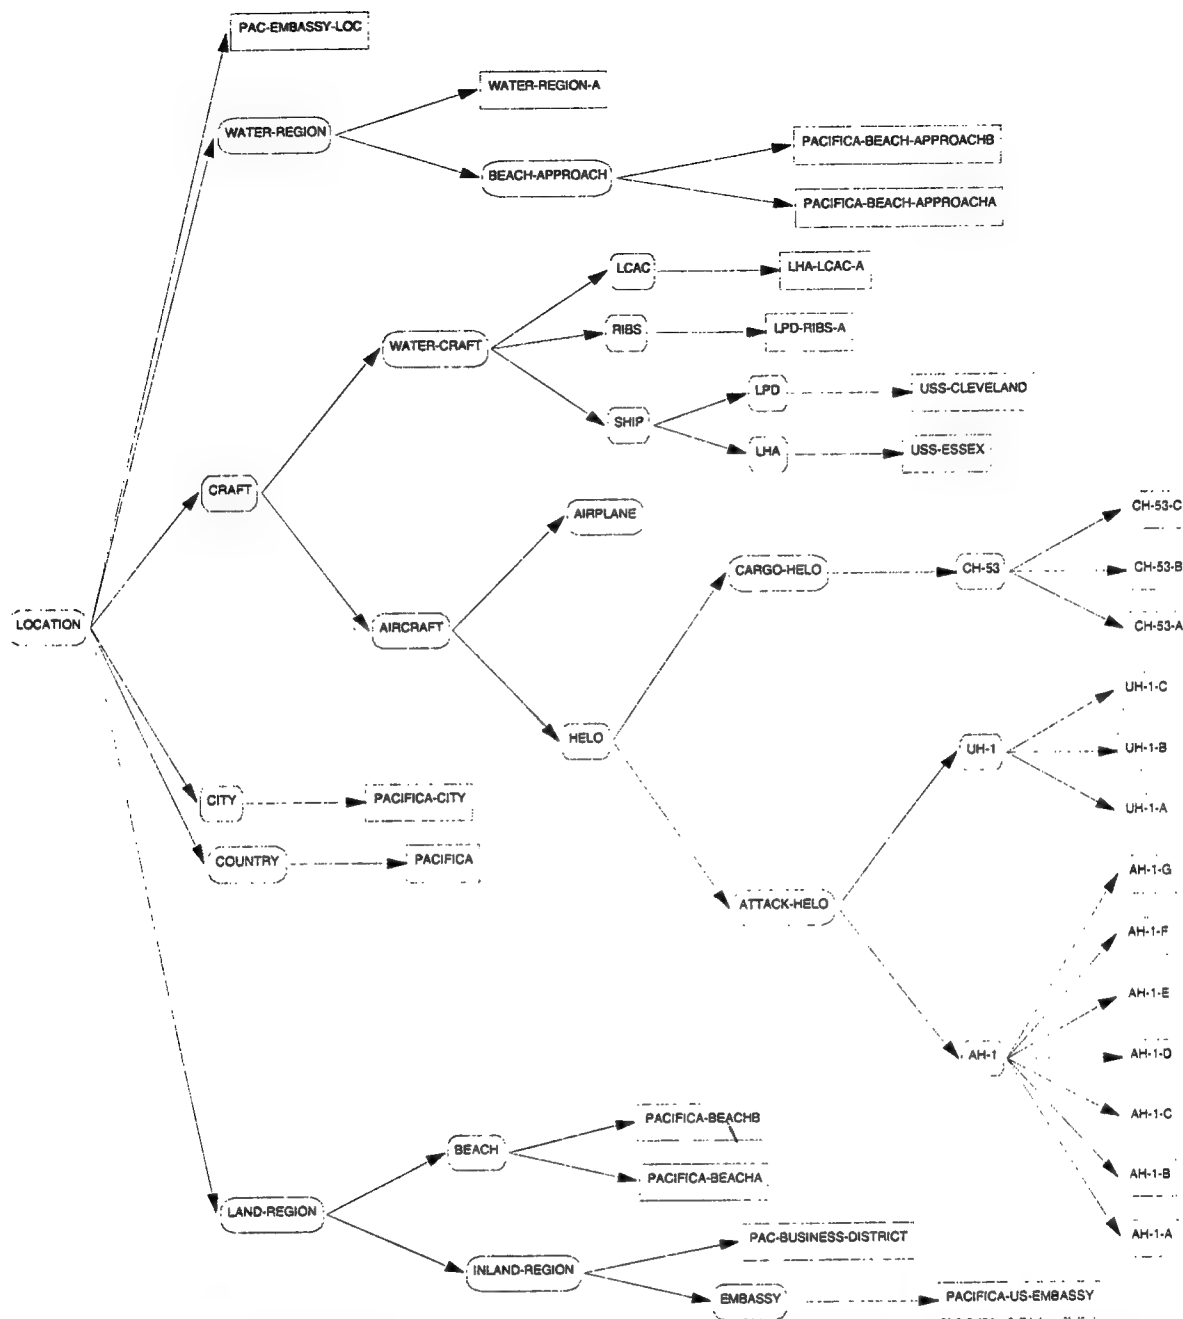 PAC-EMBASSY-LOC
WATER-REGION-A
WATER-REGION
PACIFICA-BEACH-APPROACHB
BEACH-APPROACH
PACIFICA-BEACH-APPROACHA
LCAC
LHA-LCAC-A
RIBS
LPD-RIBS-A
WATER-CRAFT
LPD
USS-CLEVELAND
SHIP
LHA
USS-ESSEX
CRAFT
AIRPLANE
CH-53-C
CARGO-HELO
CH-53
CH-53-B
LOCATION
AIRCRAFT
CH-53-A
UH-1-C
HELO
UH-1
UH-1-B
CITY
PACIFICA-CITY
UH-1-A
COUNTRY
PACIFICA
AH-1-G
ATTACK-HELO
AH-1-F
AH-1-E
AH-1
AH-1-D
AH-1-C
PACIFICA-BEACHB
BEACH
PACIFICA-BEACHA
AH-1-B
LAND-REGION
PAC-BUSINESS-DISTRICT
AH-1-A
INLAND-REGION
EMBASSY
PACIFICA-US-EMBASSY